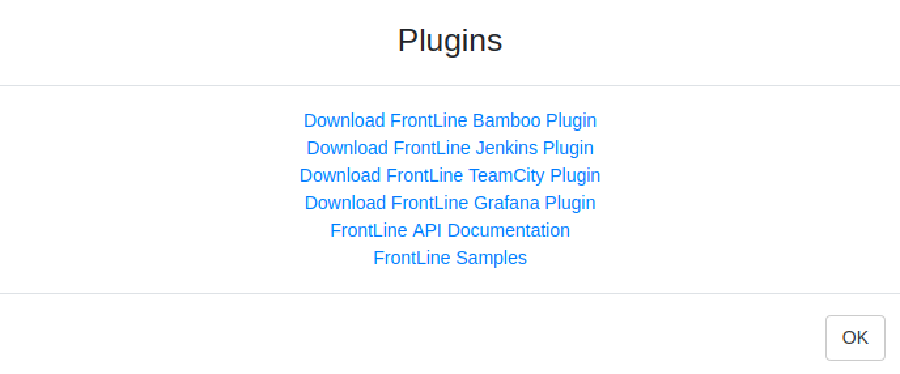 Plugins
Download FrontLine Bamboo Plugin
Download FrontLine Jenkins Plugin
Download FrontLine TeamCity Plugin
Download FrontLine Grafana Plugin
FrontLine API Documentation
FrontLine Samples
OK